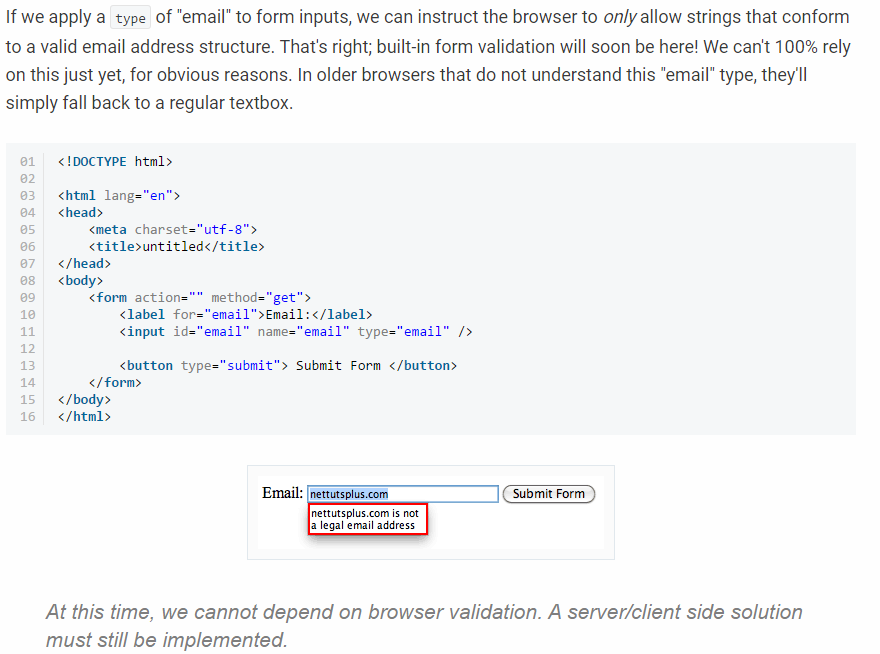 If we apply a type of "email" to form inputs, we can instruct the browser to only allow strings that conform
to a valid email address structure. That's right; built-in form validation will soon be here! We can't 100% rely
on this just yet, for obvious reasons. In older browsers that do not understand this "email" type, they'll
simply fall back to a regular textbox.
01 <!DOCTYPE html>
02
03 <html lang="en">
04 <head>
05     <meta charset="utf-8">
06     <title>untitled</title>
07 </head>
08 <body>
09     <form action="" method="get">
10         <label for="email">Email:</label>
11         <input id="email" name="email" type="email" />
12
13         <button type="submit"> Submit Form </button>
14     </form>
15 </body>
16 </html>
Email: nettutsplus.com Submit Form
nettutsplus.com is not
a legal email address
At this time, we cannot depend on browser validation. A server/client side solution
must still be implemented.